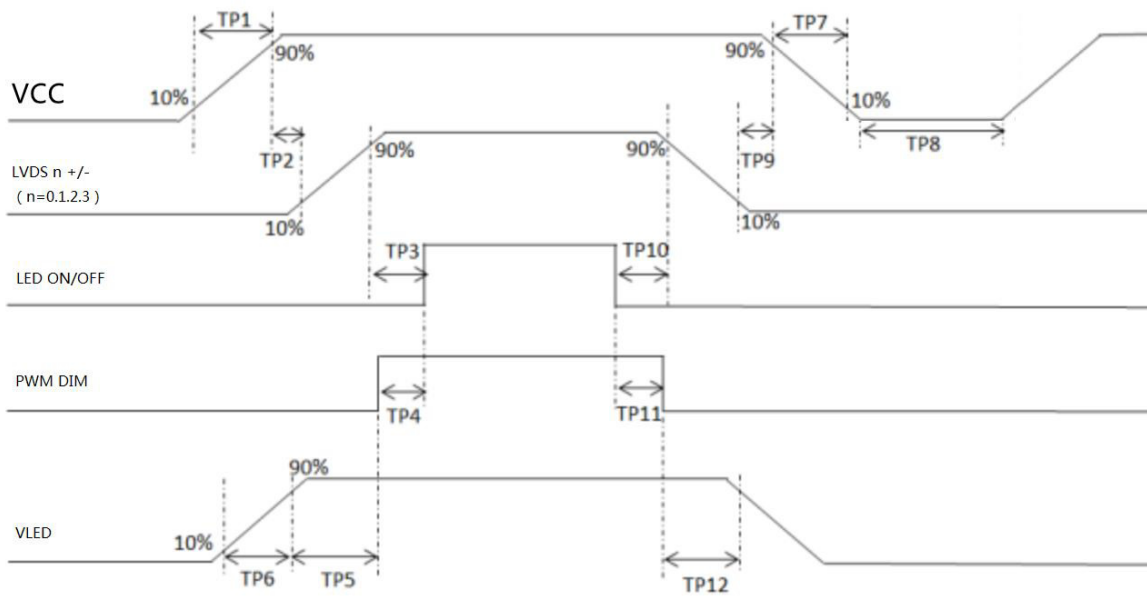 TP1
TP7
90%
90%
VCC
10%
10%
TP2
TP9
TP8
LVDS n +/-
( n=0.1.2.3 )
90%
90%
10%
10%
TP3
TP10
LED ON/OFF
PWM DIM
TP4
TP11
90%
VLED
10%
TP6
TP5
TP12